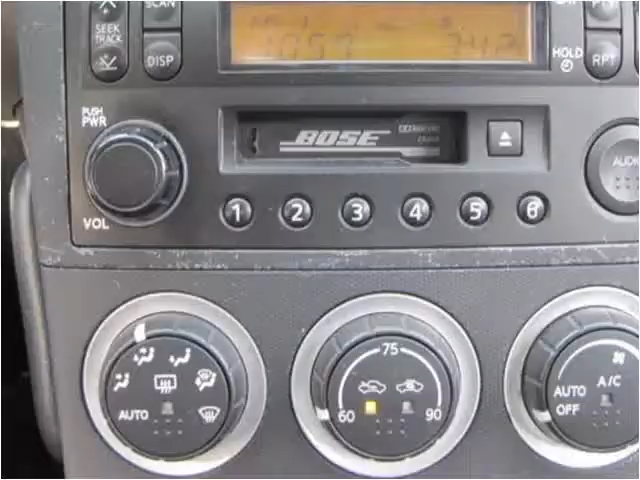 SCAN
SEEK
TRACK
DISP
HOLD
RPT
PUSH
PWR
VOL
BOSE
AUDIO
1 2 3 4 5 6
75
60 90
AUTO
A/C
AUTO
OFF